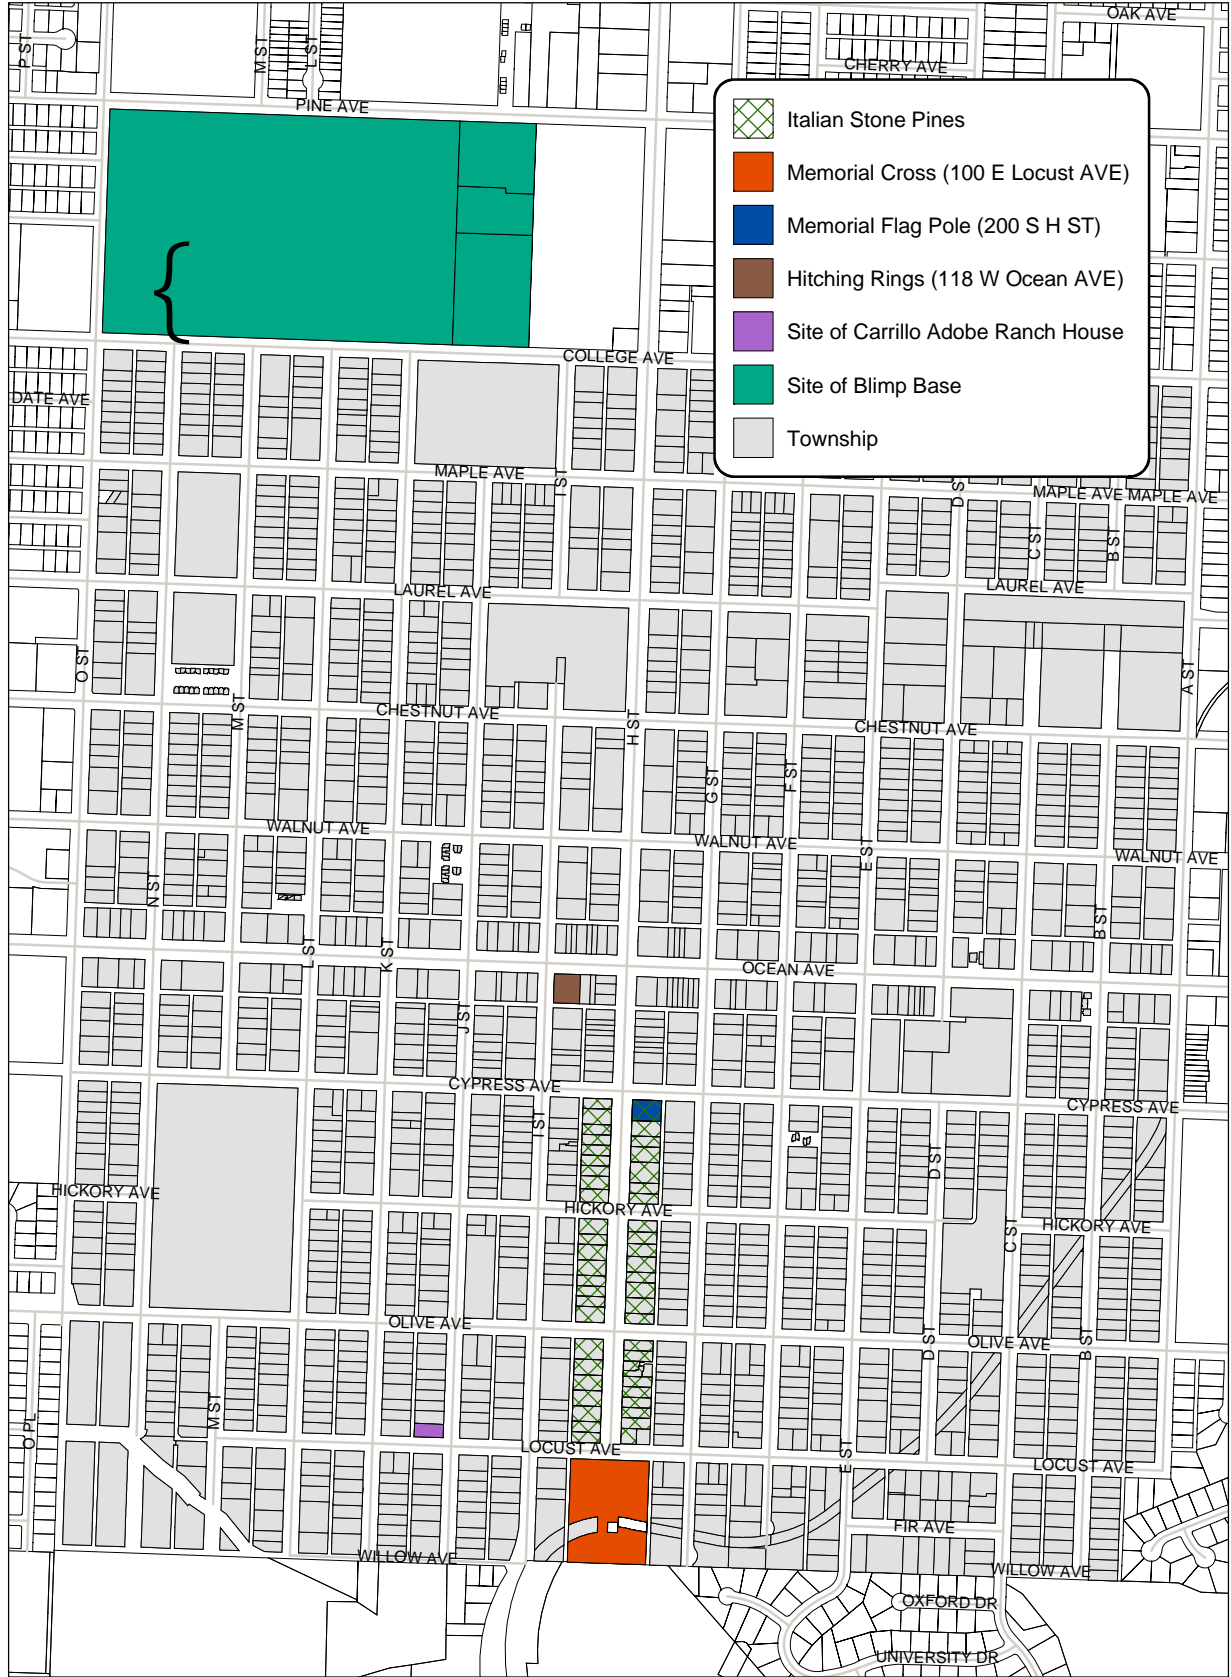 OAK AVE
P ST
M ST
L ST
CHERRY AVE
PINE AVE
Italian Stone Pines
Memorial Cross (100 E Locust AVE)
Memorial Flag Pole (200 S H ST)
Hitching Rings (118 W Ocean AVE)
Site of Carrillo Adobe Ranch House
Site of Blimp Base
Township
{
COLLEGE AVE
DATE AVE
MAPLE AVE
I ST
D ST
MAPLE AVE
MAPLE AVE
C ST
B ST
LAUREL AVE
LAUREL AVE
O ST
A ST
M ST
CHESTNUT AVE
H ST
CHESTNUT AVE
G ST
F ST
WALNUT AVE
WALNUT AVE
E ST
WALNUT AVE
N ST
B ST
L ST
K ST
OCEAN AVE
J ST
CYPRESS AVE
I ST
CYPRESS AVE
D ST
HICKORY AVE
HICKORY AVE
C ST
HICKORY AVE
OLIVE AVE
D ST
OLIVE AVE
B ST
M ST
O PL
LOCUST AVE
E ST
LOCUST AVE
FIR AVE
WILLOW AVE
WILLOW AVE
OXFORD DR
UNIVERSITY DR